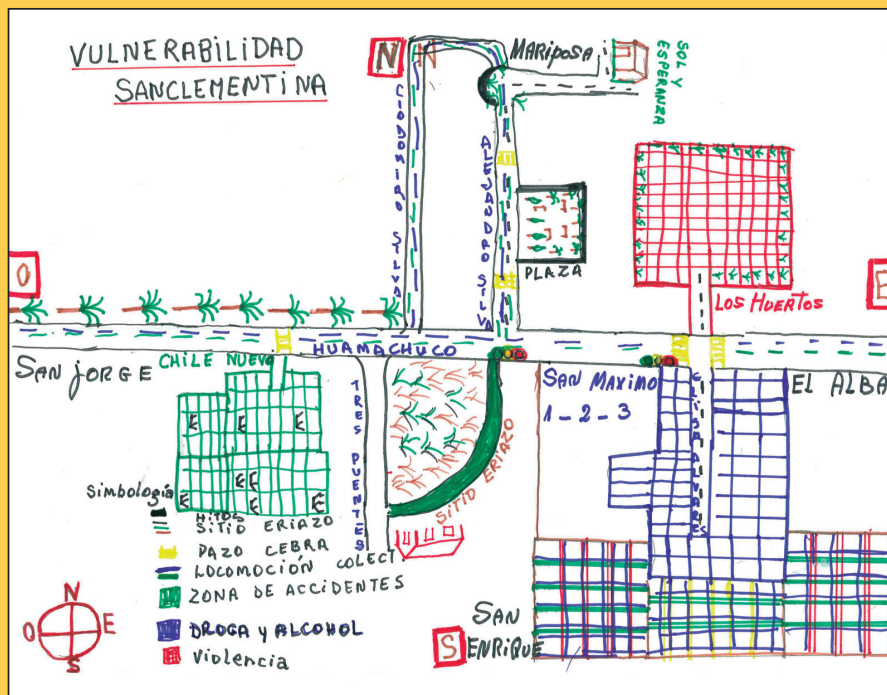 VULNERABILIDAD
SANCLEMENTINA
N N
MARIPOSA
SOL Y
ESPERANZA
CLODOMIRO SILVA
ALEJANDRO SILVA
PLAZA
O
E
LOS HUERTOS
HUAMACHUCO
SAN JORGE
CHILE NUEVO
TRES PUENTES
SAN MAXIMO
1-2-3
EL ALBA
SITIO ERIAZO
Simbología
HITOS
SITIO ERIAZO
PAZO CEBRA
LOCOMOCIÓN COLECT.
ZONA DE ACCIDENTES
DROGA y ALCOHOL
Violencia
N
O E
S
S
SAN
ENRIQUE